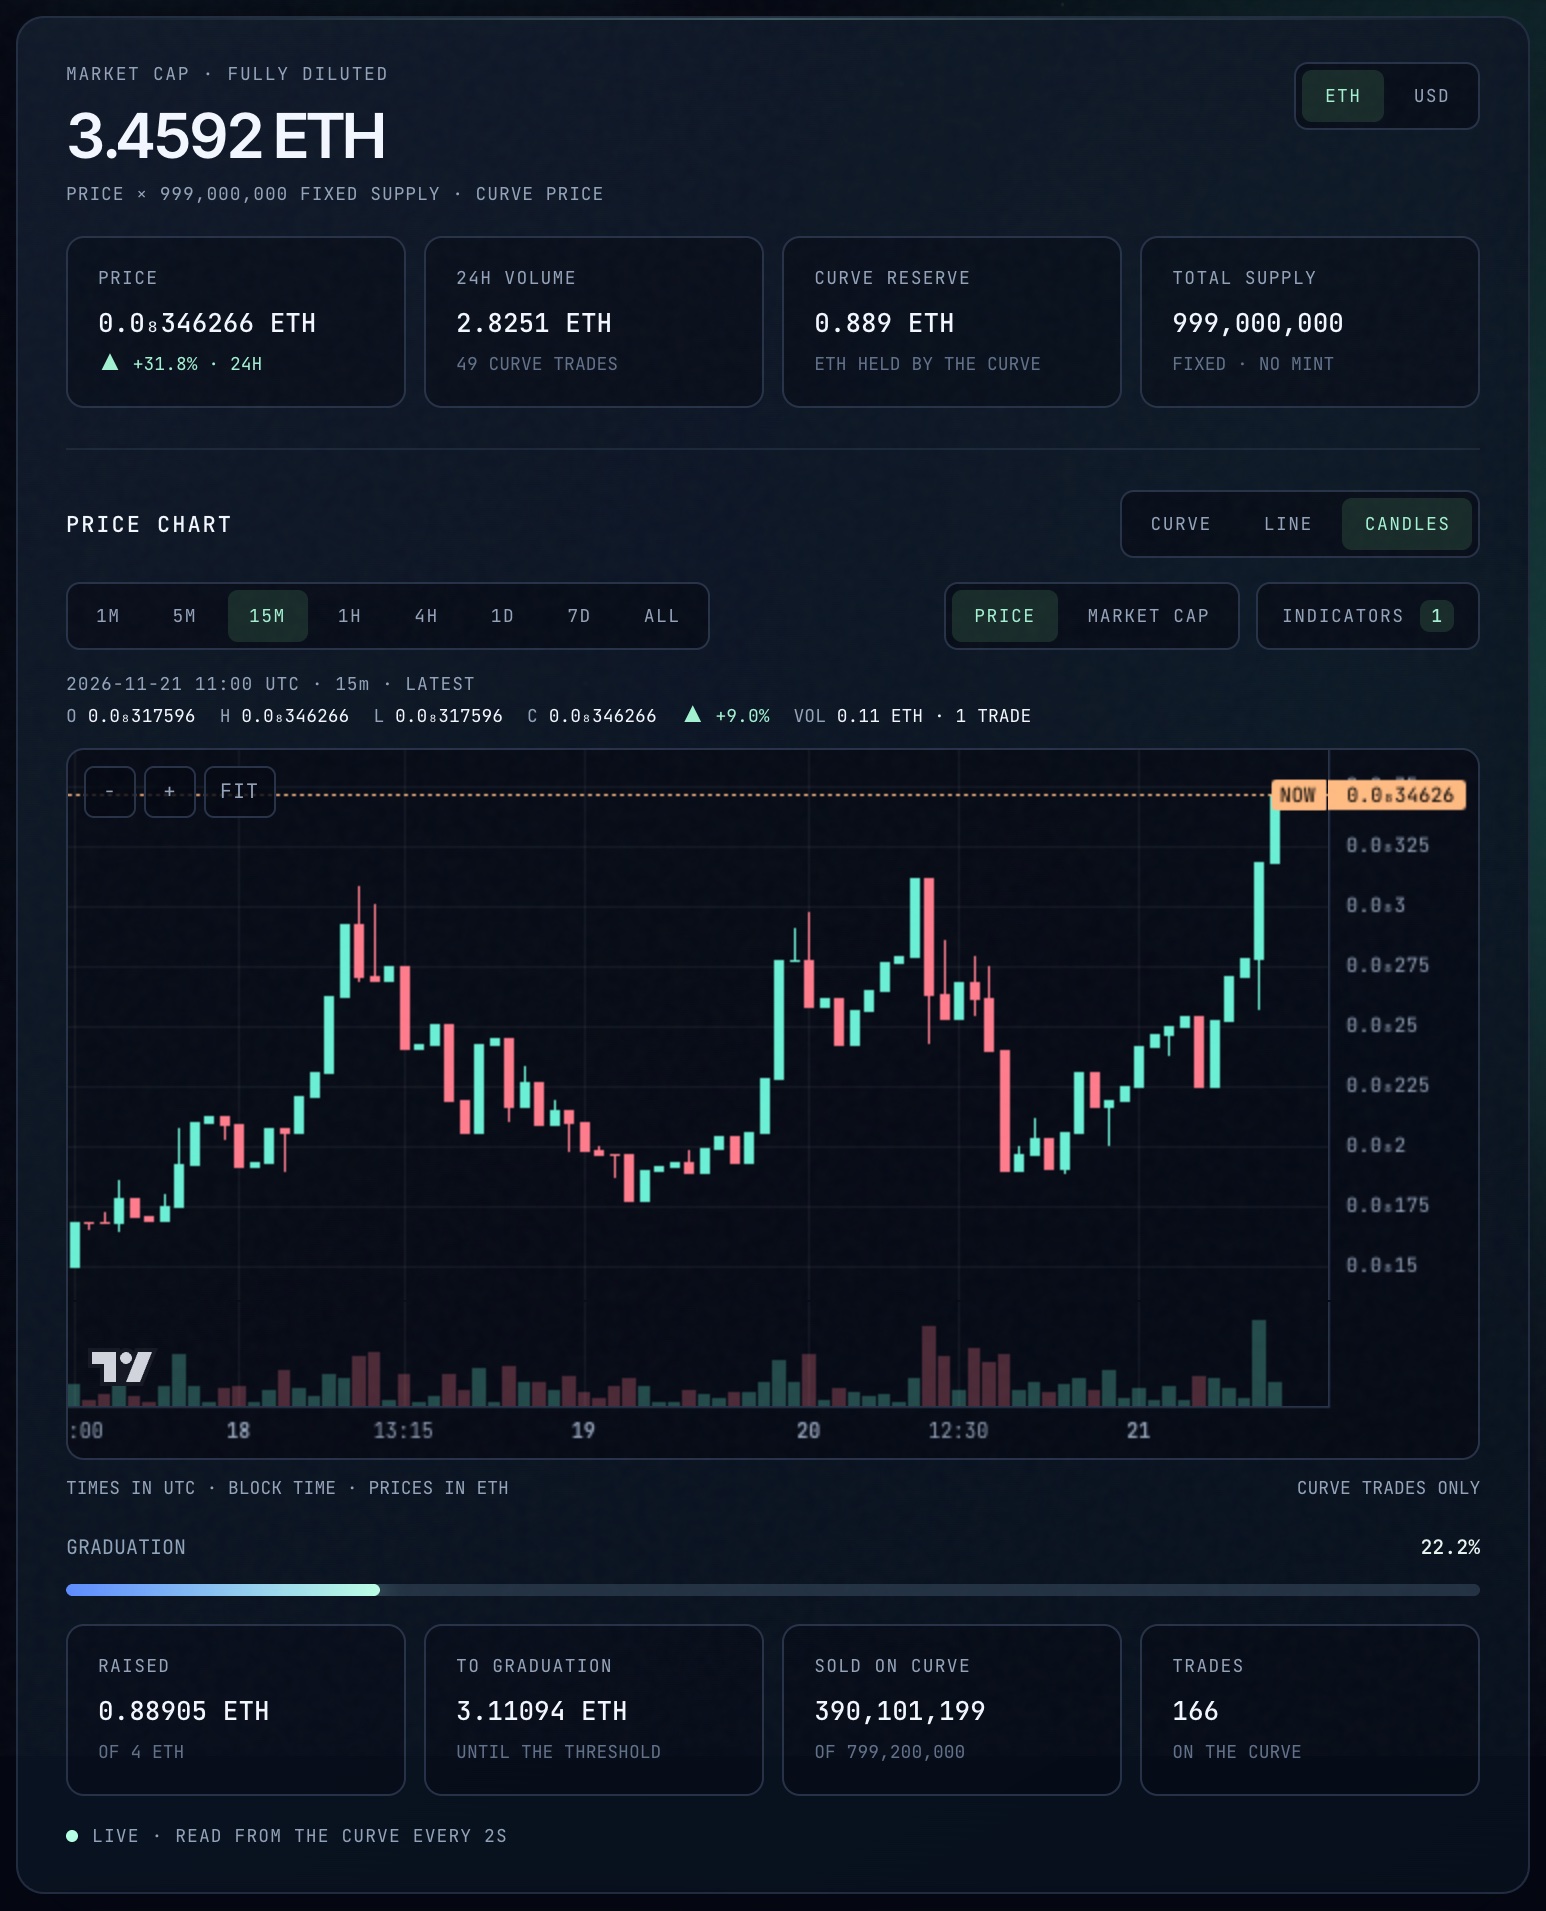 MARKET CAP · FULLY DILUTED
3.4592 ETH
ETH USD
PRICE × 999,000,000 FIXED SUPPLY · CURVE PRICE
PRICE
0.0₈346266 ETH
▲ +31.8% · 24H
24H VOLUME
2.8251 ETH
49 CURVE TRADES
CURVE RESERVE
0.889 ETH
ETH HELD BY THE CURVE
TOTAL SUPPLY
999,000,000
FIXED · NO MINT
PRICE CHART
CURVE LINE CANDLES
1M 5M 15M 1H 4H 1D 7D ALL
PRICE MARKET CAP
INDICATORS 1
2026-11-21 11:00 UTC · 15m · LATEST
O 0.0₈317596 H 0.0₈346266 L 0.0₈317596 C 0.0₈346266 ▲ +9.0% VOL 0.11 ETH · 1 TRADE
- + FIT
NOW 0.0₈34626
0.0₈325
0.0₈3
0.0₈275
0.0₈25
0.0₈225
0.0₈2
0.0₈175
0.0₈15
:00 18 13:15 19 20 12:30 21
TIMES IN UTC · BLOCK TIME · PRICES IN ETH
CURVE TRADES ONLY
GRADUATION
22.2%
RAISED
0.88905 ETH
OF 4 ETH
TO GRADUATION
3.11094 ETH
UNTIL THE THRESHOLD
SOLD ON CURVE
390,101,199
OF 799,200,000
TRADES
166
ON THE CURVE
LIVE · READ FROM THE CURVE EVERY 2S